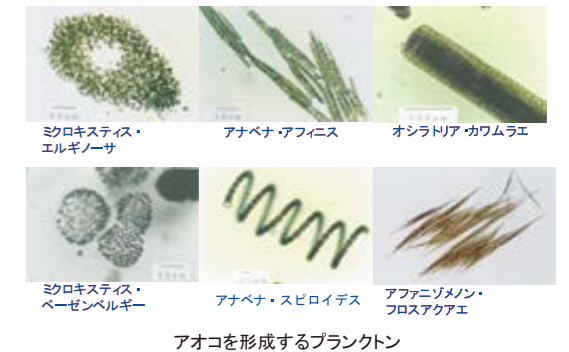 ミクロキスティス・
エルギノーサ
アナベナ・アフィニス
オシラトリア・カワムラエ
ミクロキスティス・
ベーゼンベルギー
アナベナ・スピロイデス
アファニゾメノン・
フロスアクアエ
アオコを形成するプランクトン